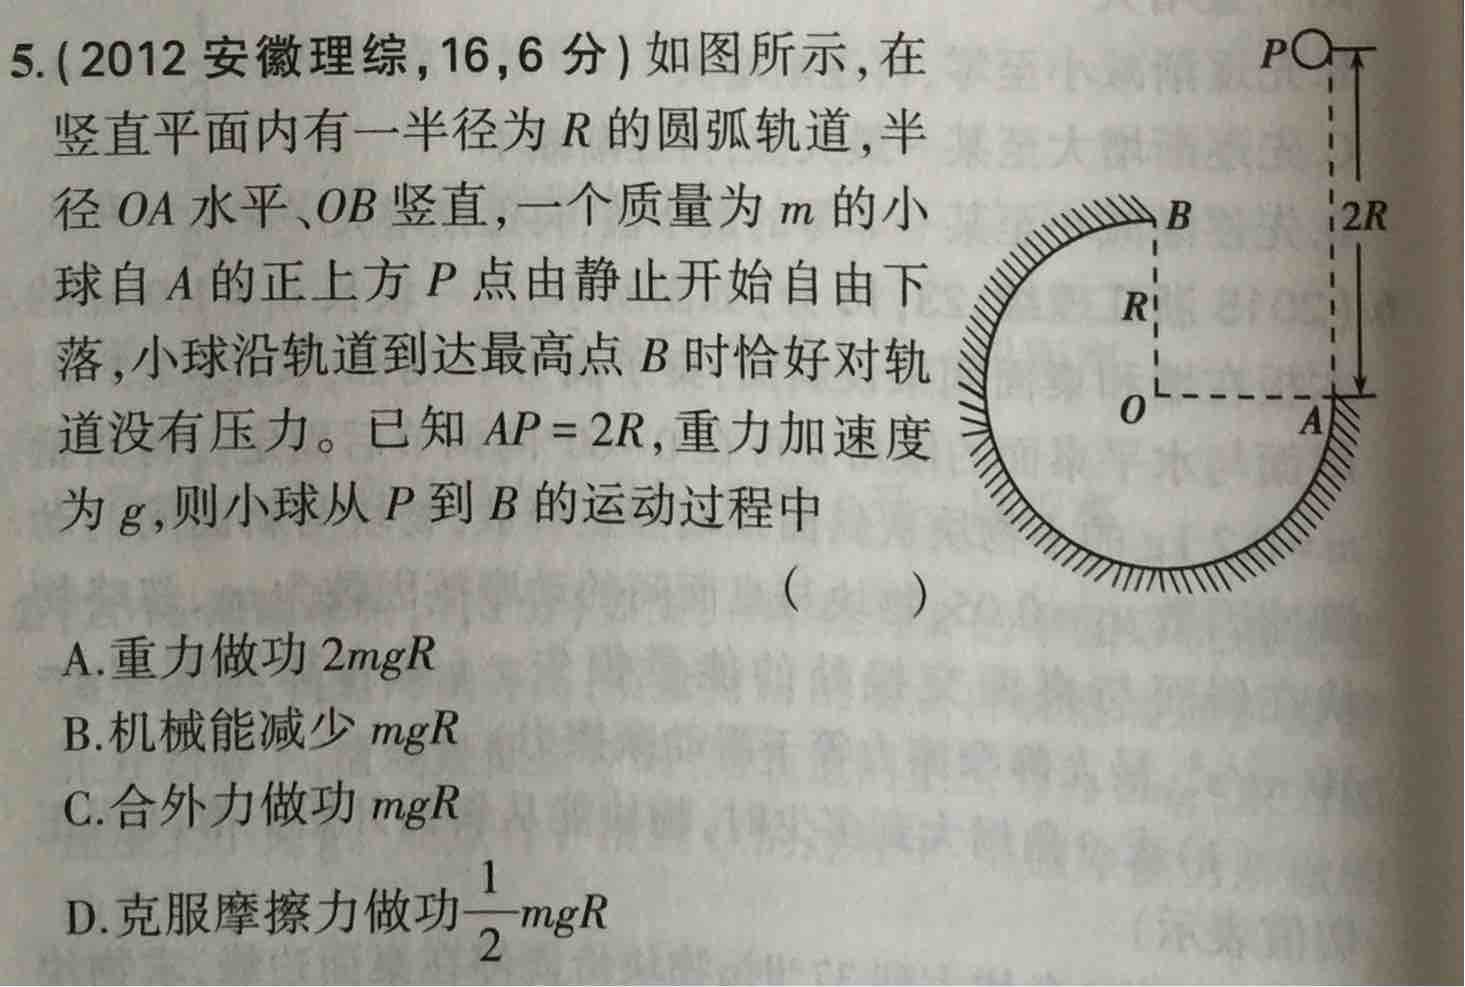 5.(2012 安徽理综,16,6 分)如图所示,在
竖直平面内有一半径为 R 的圆弧轨道,半
径 OA 水平、OB 竖直,一个质量为 m 的小
球自 A 的正上方 P 点由静止开始自由下
落,小球沿轨道到达最高点 B 时恰好对轨
道没有压力。已知 AP = 2R,重力加速度
为 g,则小球从 P 到 B 的运动过程中
(　　)
A.重力做功 2mgR
B.机械能减少 mgR
C.合外力做功 mgR
D.克服摩擦力做功 1/2 mgR
P
B
2R
R
O
A